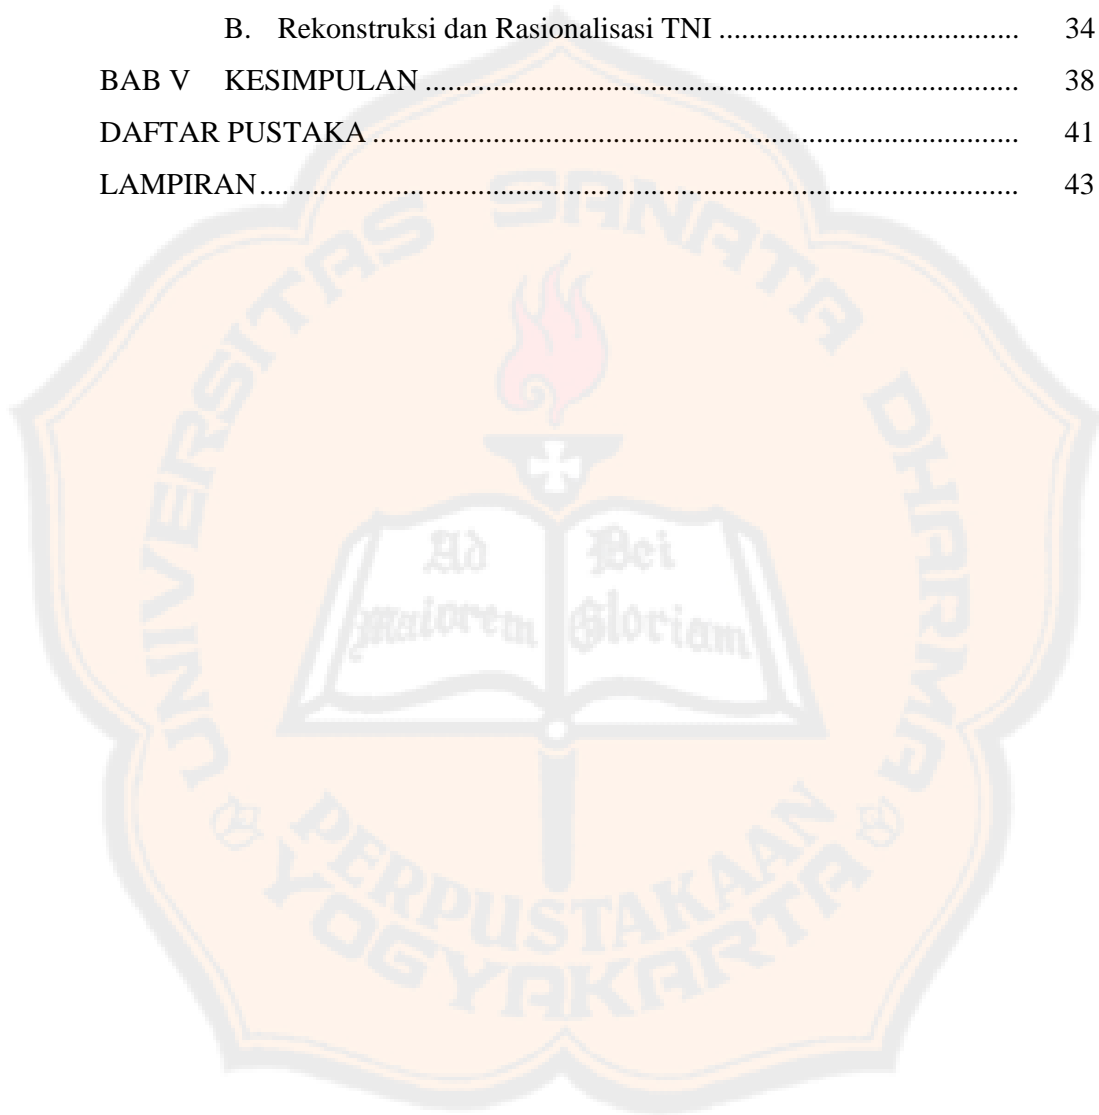 B. Rekonstruksi dan Rasionalisasi TNI ........................................ 34
BAB V KESIMPULAN ............................................................................... 38
DAFTAR PUSTAKA ...................................................................................... 41
LAMPIRAN ..................................................................................................... 43
UNIVERSITAS SANATA DHARMA
Ad Dei
Maiorem Gloriam
PERPUSTAKAAN
YOGYAKARTA